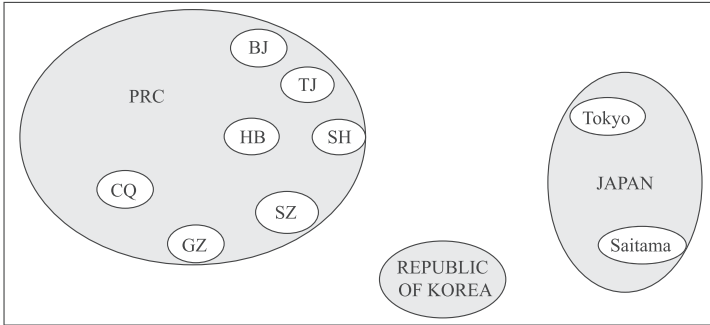 BJ
TJ
PRC
HB
SH
CQ
SZ
GZ
REPUBLIC
OF KOREA
Tokyo
JAPAN
Saitama